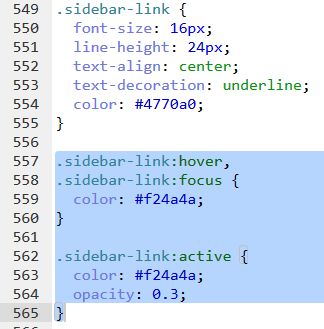 549 .sidebar-link {
550   font-size: 16px;
551   line-height: 24px;
552   text-align: center;
553   text-decoration: underline;
554   color: #4770a0;
555 }
556
557 .sidebar-link:hover,
558 .sidebar-link:focus {
559   color: #f24a4a;
560 }
561
562 .sidebar-link:active {
563   color: #f24a4a;
564   opacity: 0.3;
565 }